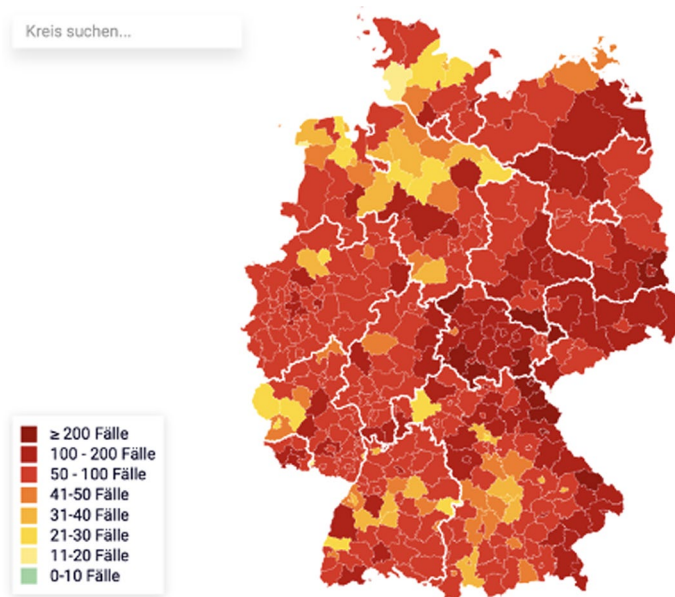 Kreis suchen...
≥ 200 Fälle
100 - 200 Fälle
50 - 100 Fälle
41-50 Fälle
31-40 Fälle
21-30 Fälle
11-20 Fälle
0-10 Fälle